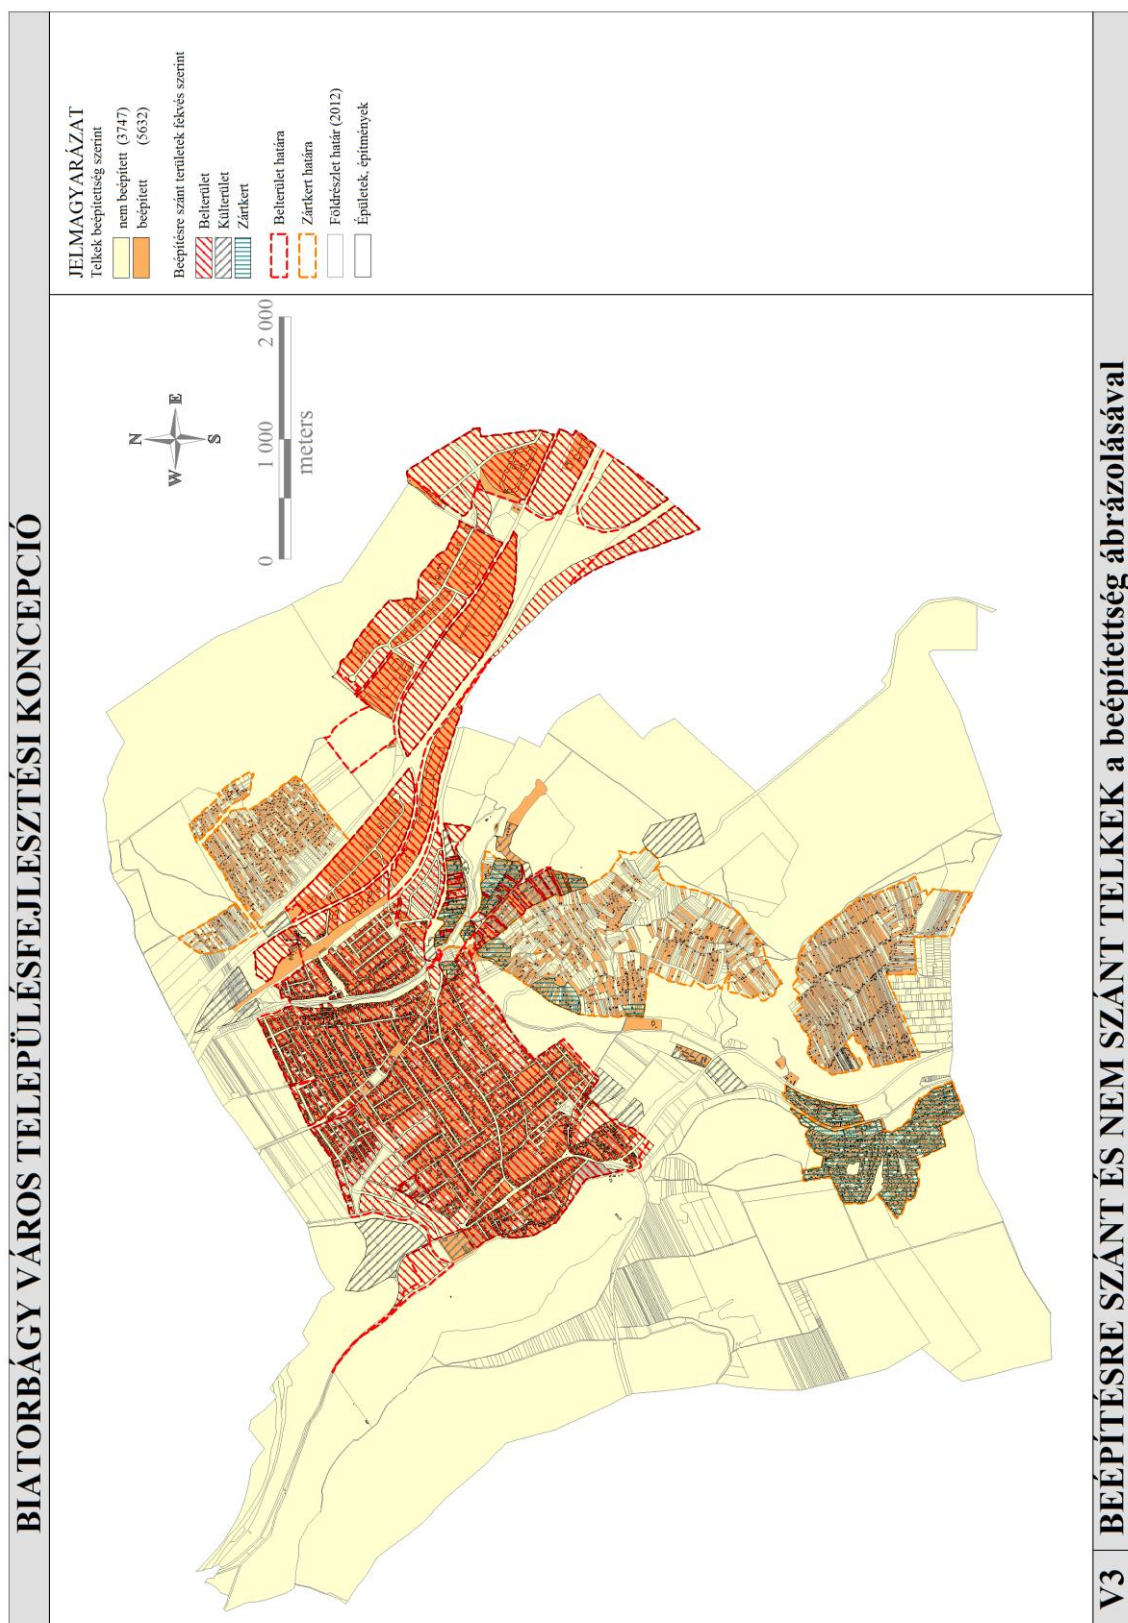 BIATORBÁGY VÁROS TELEPÜLÉSFEJLESZTÉSI KONCEPCIÓ
JELMAGYARÁZAT
Telkek beépítettség szerint
nem beépített (3747)
beépített (5632)
Beépítésre szánt területek fekvés szerint
Belterület
Külterület
Zártkert
Belterület határa
Zártkert határa
Földrészlet határ (2012)
Épületek, építmények
N
W E
S
0 1 000 2 000
meters
V3 BEÉPÍTÉSRE SZÁNT ÉS NEM SZÁNT TELKEK a beépítettség ábrázolásával